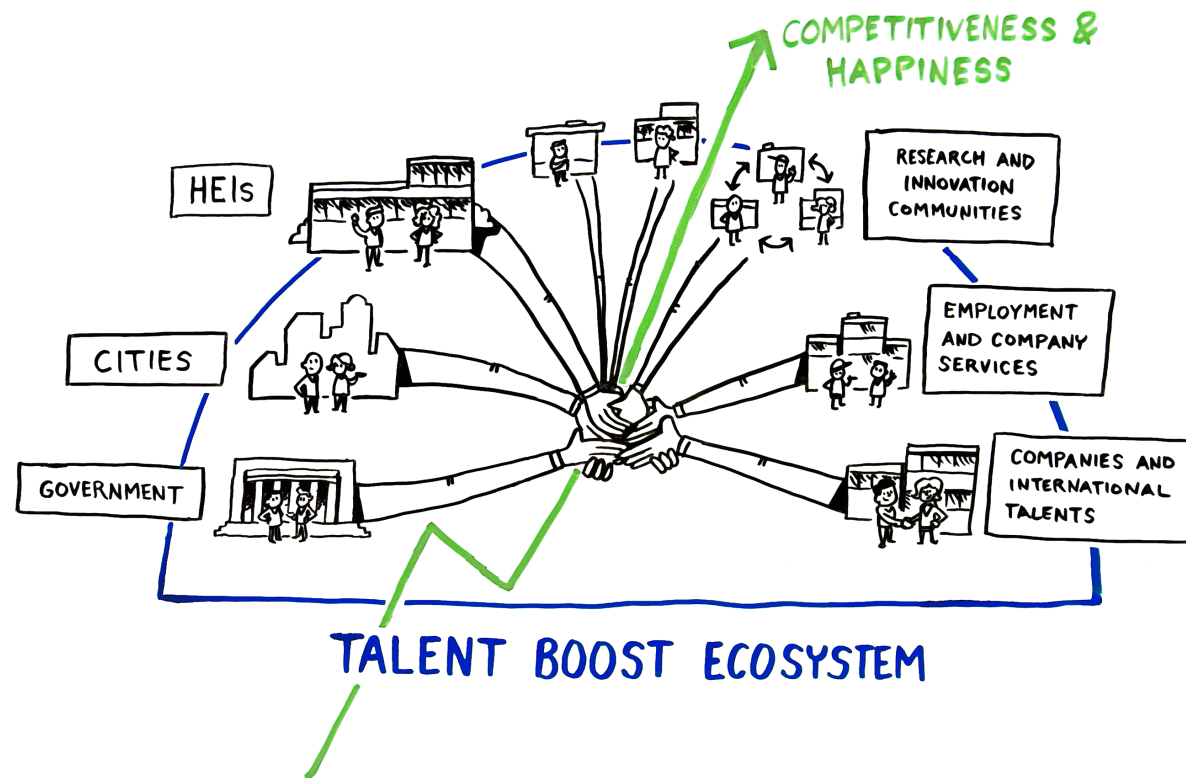 COMPETITIVENESS &
HAPPINESS
HEIs
RESEARCH AND
INNOVATION
COMMUNITIES
CITIES
EMPLOYMENT
AND COMPANY
SERVICES
GOVERNMENT
COMPANIES AND
INTERNATIONAL
TALENTS
TALENT BOOST ECOSYSTEM